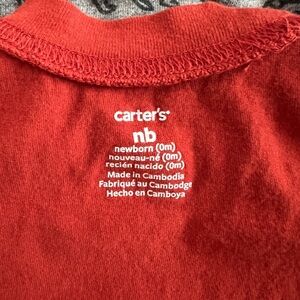 carter's®
nb
newborn (0m)
nouveau-né (0m)
recién nacido (0m)
Made in Cambodia
Fabriqué au Cambodge
Hecho en Camboya